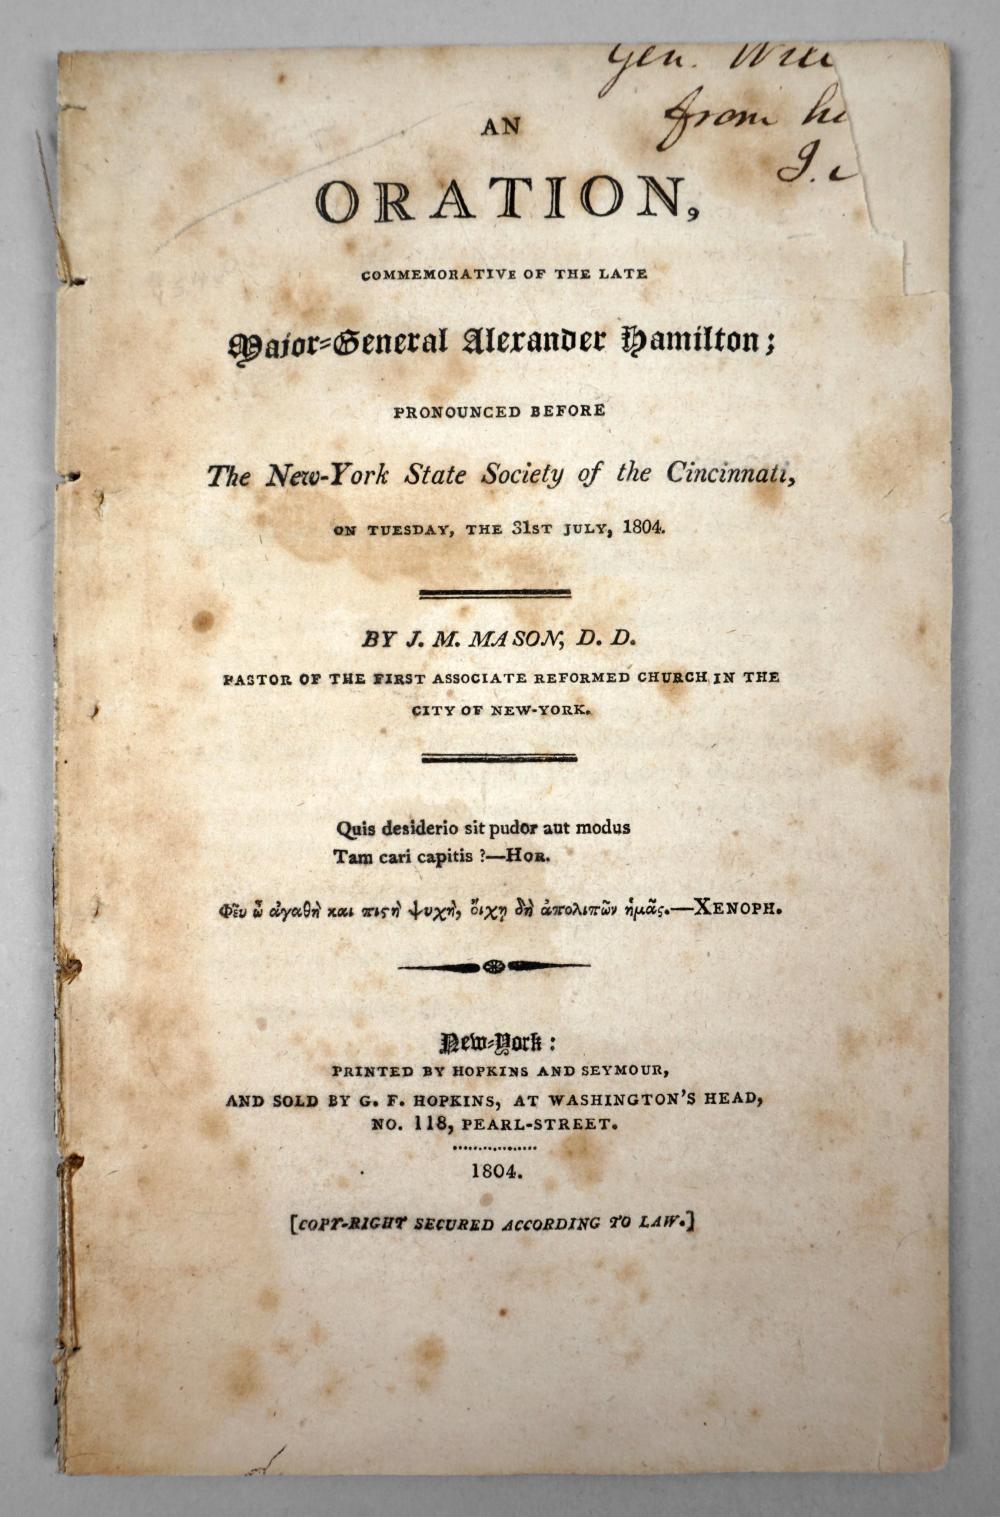 Gen.
from
J.
AN
ORATION,
COMMEMORATIVE OF THE LATE
Major-General Alexander Hamilton;
PRONOUNCED BEFORE
The New-York State Society of the Cincinnati,
ON TUESDAY, THE 31ST JULY, 1804.
BY J. M. MASON, D. D.
PASTOR OF THE FIRST ASSOCIATE REFORMED CHURCH IN THE
CITY OF NEW-YORK.
Quis desiderio sit pudor aut modus
Tam cari capitis ?—HOR.
Φεῦ ὦ ἀγαθὴ και πιϛὴ ψυχὴ, ὄιχῃ δὴ ἀπολιπῶν ἡμᾶς.—XENOPH.
New-York:
PRINTED BY HOPKINS AND SEYMOUR,
AND SOLD BY G. F. HOPKINS, AT WASHINGTON'S HEAD,
NO. 118, PEARL-STREET.
1804.
[COPY-RIGHT SECURED ACCORDING TO LAW.]